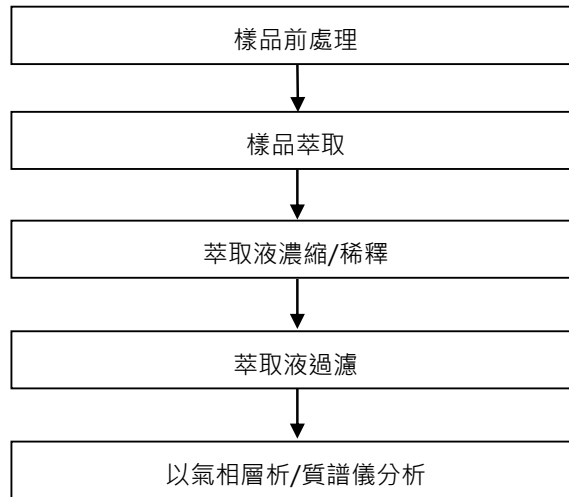 樣品前處理
樣品萃取
萃取液濃縮/稀釋
萃取液過濾
以氣相層析/質譜儀分析